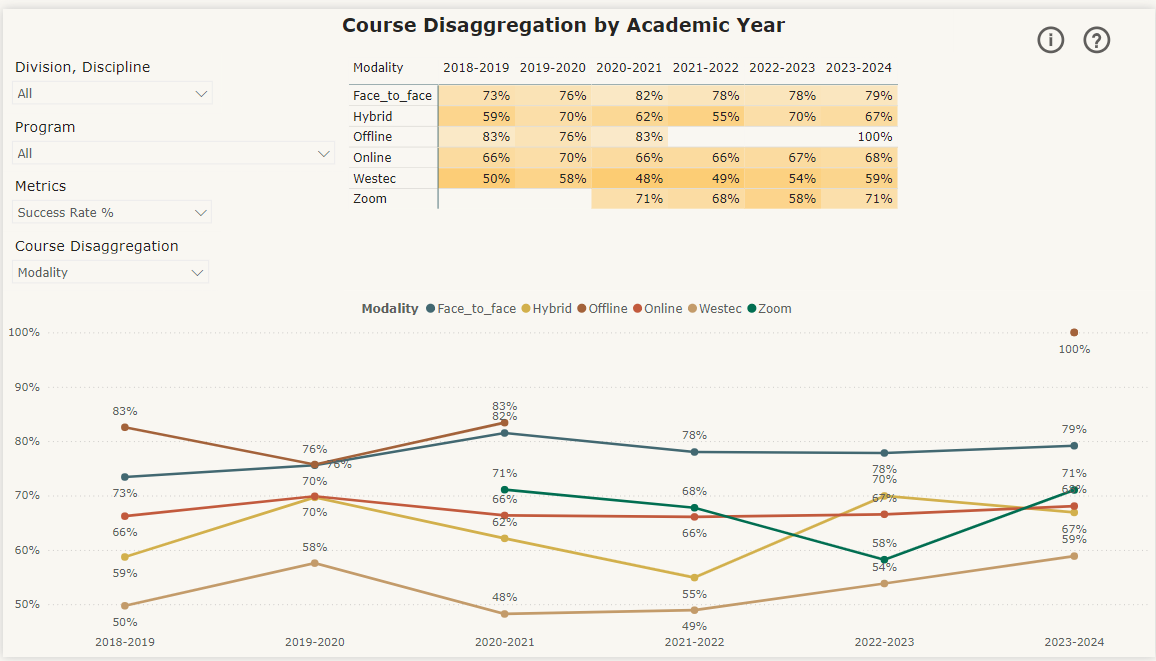 Course Disaggregation by Academic Year
Division, Discipline
All
Program
All
Metrics
Success Rate %
Course Disaggregation
Modality
Modality 2018-2019 2019-2020 2020-2021 2021-2022 2022-2023 2023-2024
Face_to_face 73% 76% 82% 78% 78% 79%
Hybrid 59% 70% 62% 55% 70% 67%
Offline 83% 76% 83% 100%
Online 66% 70% 66% 66% 67% 68%
Westec 50% 58% 48% 49% 54% 59%
Zoom 71% 68% 58% 71%
Modality Face_to_face Hybrid Offline Online Westec Zoom
100%
90%
80%
70%
60%
50%
83%
73%
66%
59%
50%
76%
76%
70%
70%
58%
83%
82%
71%
66%
62%
48%
78%
68%
66%
55%
49%
78%
70%
67%
58%
54%
100%
79%
71%
68%
67%
59%
2018-2019 2019-2020 2020-2021 2021-2022 2022-2023 2023-2024